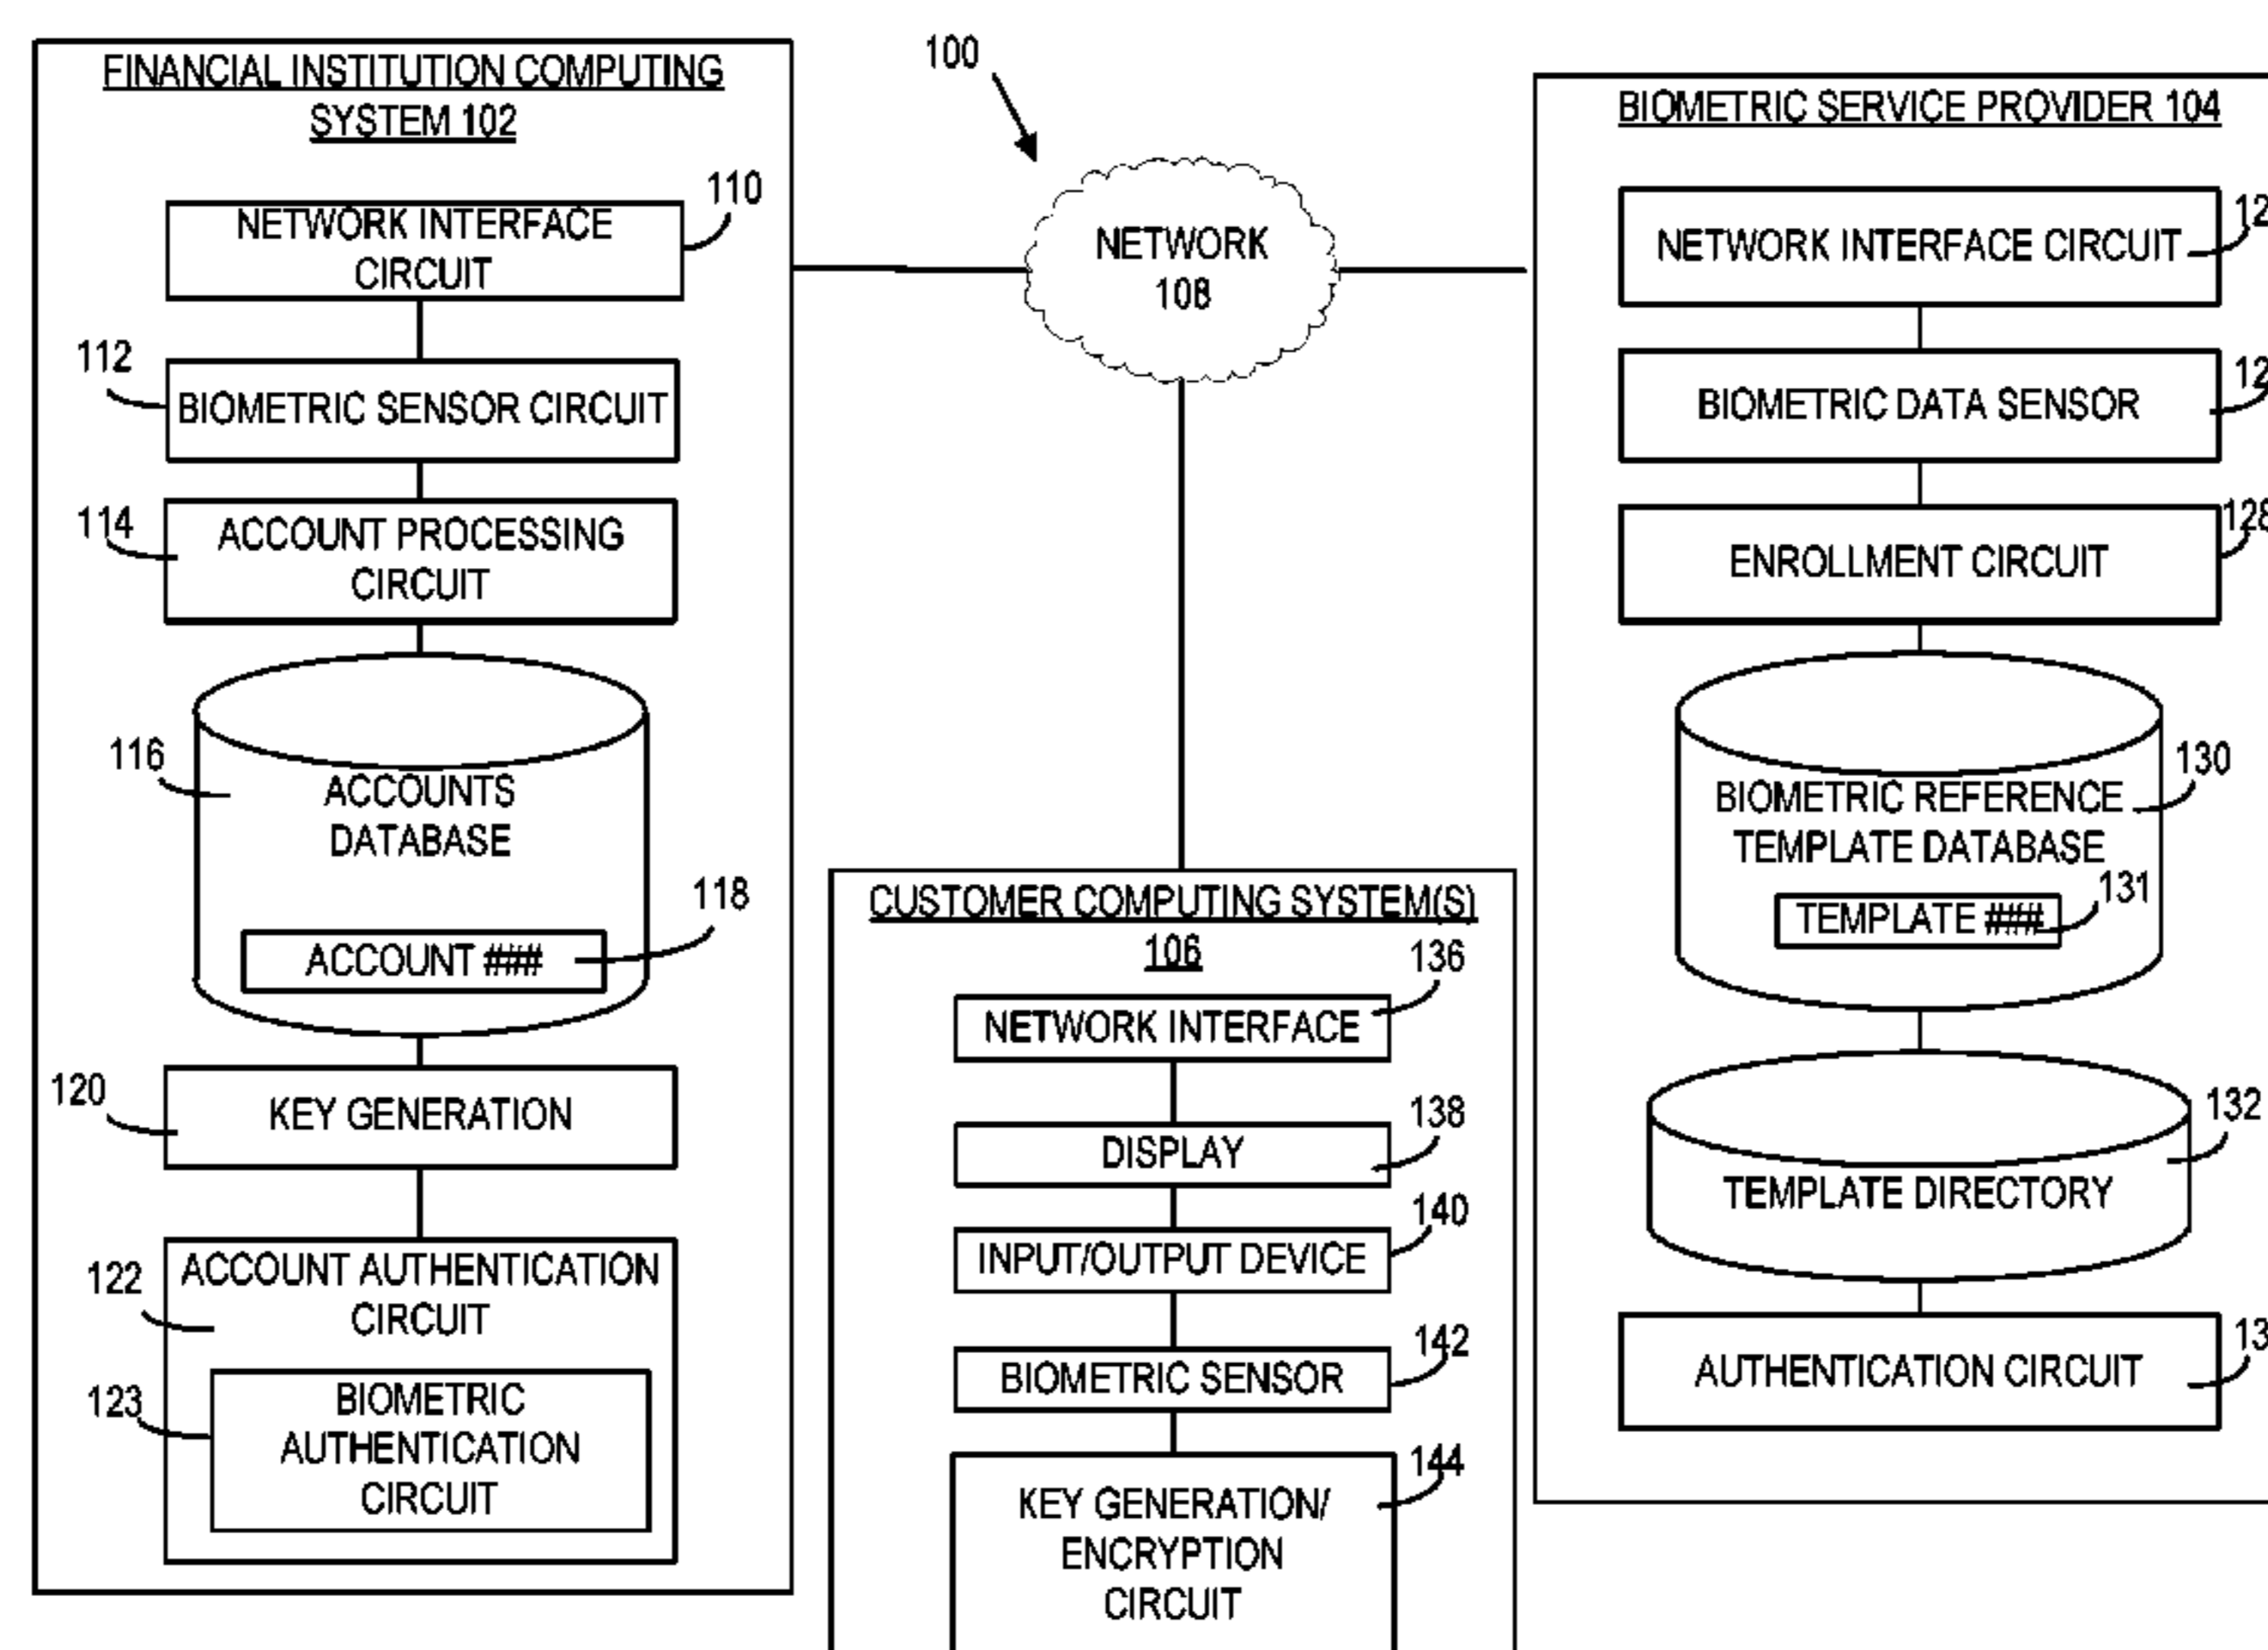 100
FINANCIAL INSTITUTION COMPUTING
SYSTEM 102
110
NETWORK INTERFACE
CIRCUIT
112
BIOMETRIC SENSOR CIRCUIT
114
ACCOUNT PROCESSING
CIRCUIT
116
ACCOUNTS
DATABASE
118
ACCOUNT ###
120
KEY GENERATION
122
ACCOUNT AUTHENTICATION
CIRCUIT
123
BIOMETRIC
AUTHENTICATION
CIRCUIT
NETWORK
108
CUSTOMER COMPUTING SYSTEM(S)
106
136
NETWORK INTERFACE
138
DISPLAY
140
INPUT/OUTPUT DEVICE
142
BIOMETRIC SENSOR
144
KEY GENERATION/
ENCRYPTION
CIRCUIT
BIOMETRIC SERVICE PROVIDER 104
NETWORK INTERFACE CIRCUIT
BIOMETRIC DATA SENSOR
128
ENROLLMENT CIRCUIT
130
BIOMETRIC REFERENCE
TEMPLATE DATABASE
131
TEMPLATE ###
132
TEMPLATE DIRECTORY
AUTHENTICATION CIRCUIT